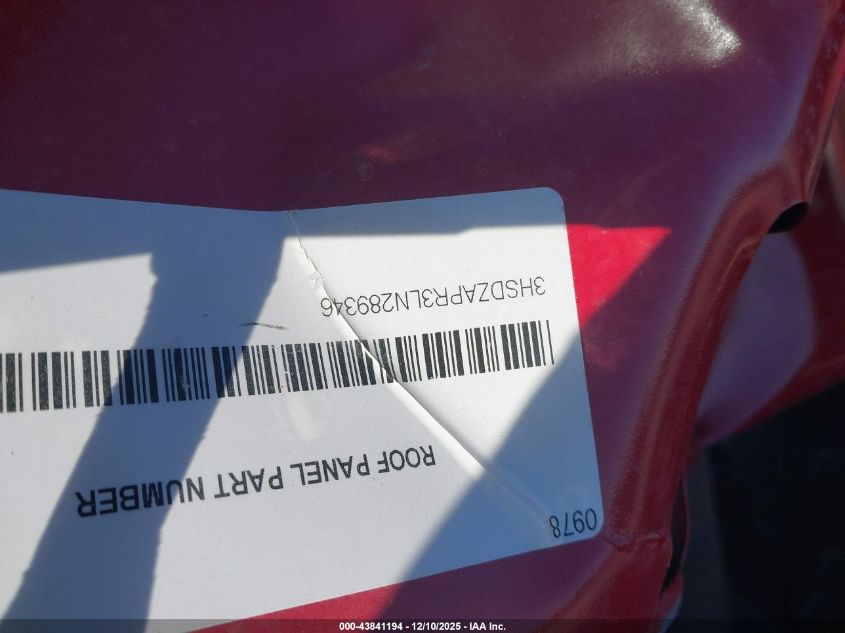 0978
ROOF PANEL PART NUMBER
3HSDZAPR3LN289346
000-43841194 - 12/10/2025 - IAA Inc.